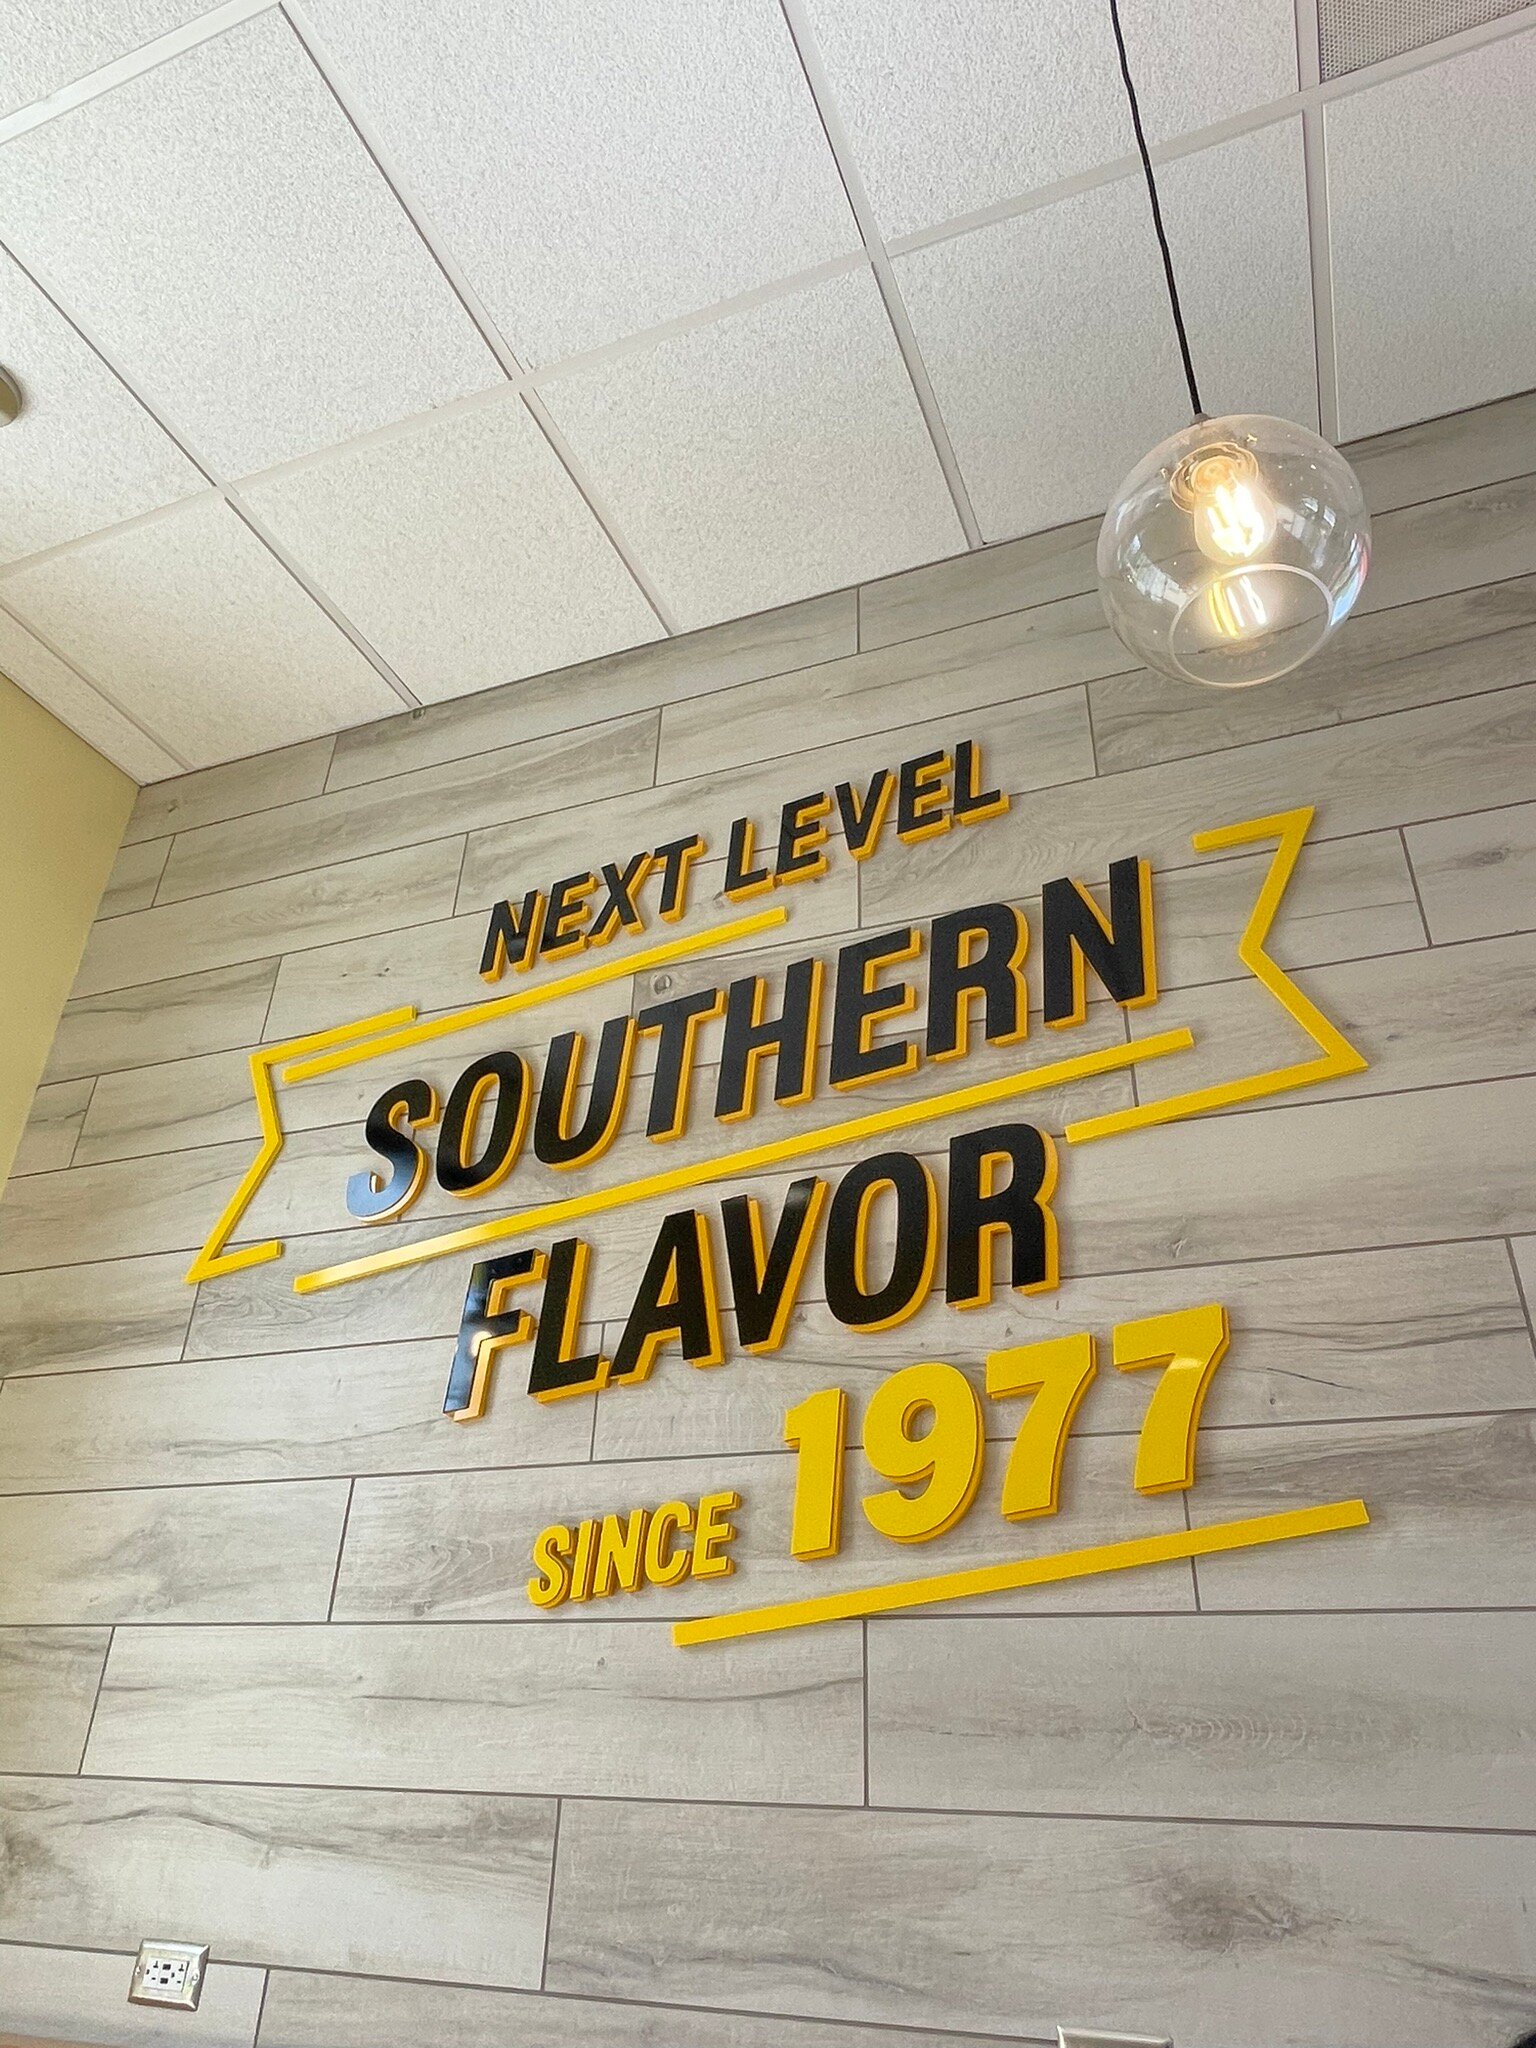 NEXT LEVEL
SOUTHERN
FLAVOR
SINCE 1977